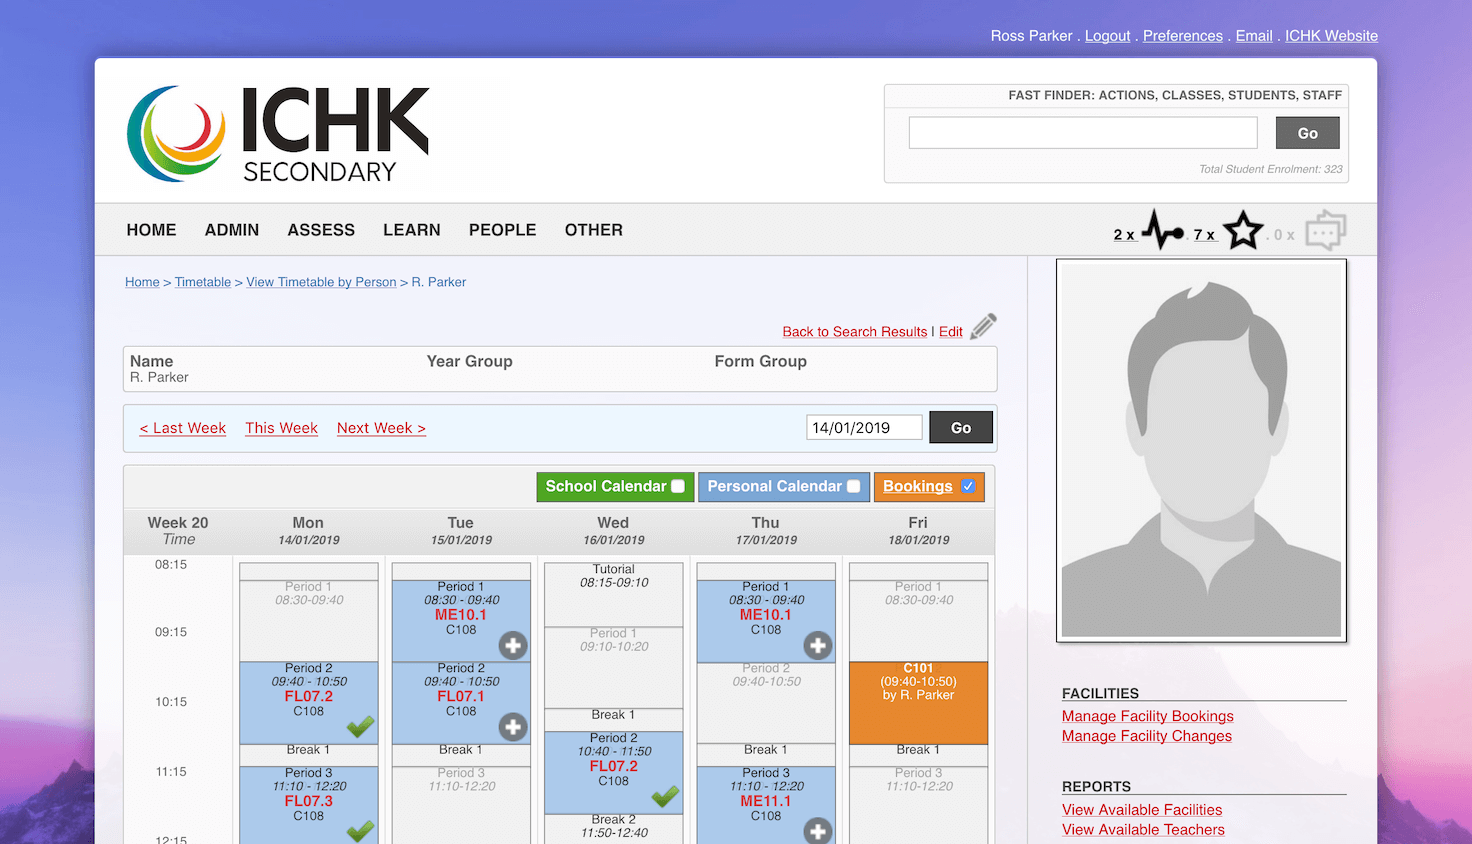 Ross Parker . Logout . Preferences . Email . ICHK Website
ICHK
SECONDARY
FAST FINDER: ACTIONS, CLASSES, STUDENTS, STAFF
Go
Total Student Enrolment: 323
HOME ADMIN ASSESS LEARN PEOPLE OTHER
2 x . 7 x . 0 x
Home > Timetable > View Timetable by Person > R. Parker
Back to Search Results | Edit
Name Year Group Form Group
R. Parker
< Last Week This Week Next Week > 14/01/2019 Go
School Calendar Personal Calendar Bookings
Week 20 Mon Tue Wed Thu Fri
Time 14/01/2019 15/01/2019 16/01/2019 17/01/2019 18/01/2019
08:15
09:15
10:15
11:15
12:15
Period 1
08:30-09:40
Period 2
09:40 - 10:50
FL07.2
C108
Break 1
Period 3
11:10 - 12:20
FL07.3
C108
Period 1
08:30 - 09:40
ME10.1
C108
Period 2
09:40 - 10:50
FL07.1
C108
Break 1
Period 3
11:10-12:20
Tutorial
08:15-09:10
Period 1
09:10-10:20
Break 1
Period 2
10:40 - 11:50
FL07.2
C108
Break 2
11:50-12:40
Period 1
08:30 - 09:40
ME10.1
C108
Period 2
09:40-10:50
Break 1
Period 3
11:10 - 12:20
ME11.1
C108
Period 1
08:30-09:40
C101
(09:40-10:50)
by R. Parker
Break 1
Period 3
11:10-12:20
FACILITIES
Manage Facility Bookings
Manage Facility Changes
REPORTS
View Available Facilities
View Available Teachers